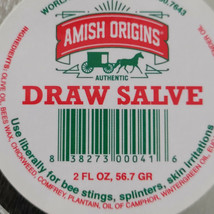 AMISH ORIGINS
AUTHENTIC
DRAW SALVE
8 38273 00041 6
2 FL OZ, 56.7 GR
Use liberally for bee stings, splinters, skin irritations
INGREDIENTS: OLIVE OIL, BEES WAX, CHICKWEED, COMFREY, PLANTAIN, OIL OF CAMPHOR, WINTERGREEN OIL,